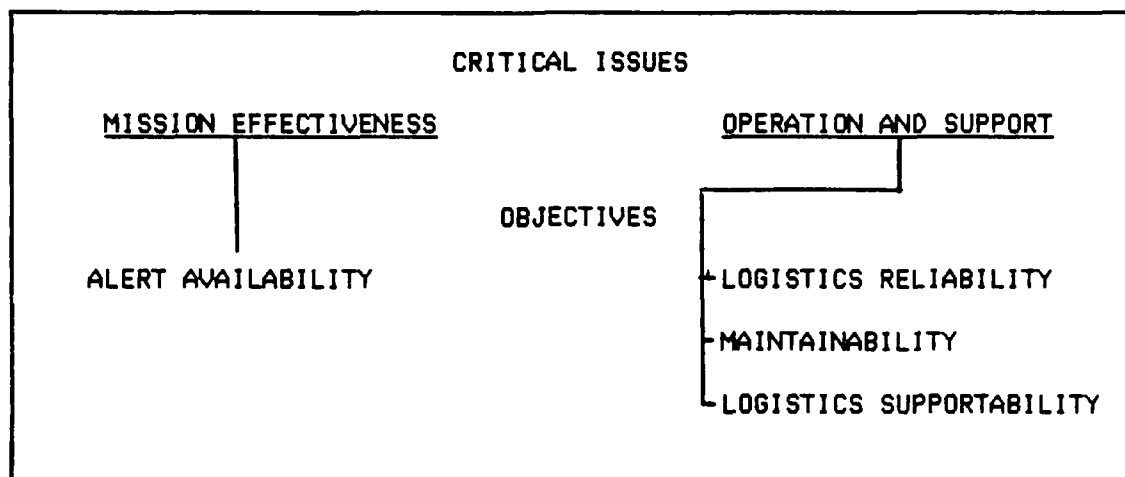 CRITICAL ISSUES
MISSION EFFECTIVENESS
OPERATION AND SUPPORT
OBJECTIVES
ALERT AVAILABILITY
LOGISTICS RELIABILITY
MAINTAINABILITY
LOGISTICS SUPPORTABILITY